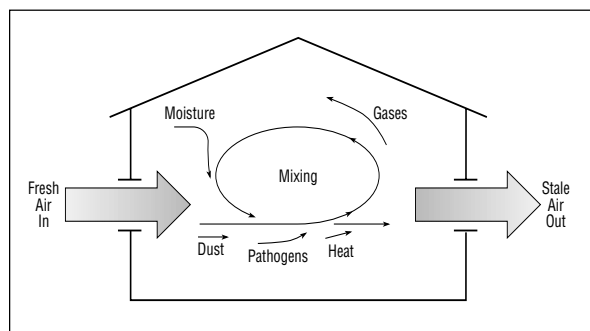 Moisture
Gases
Mixing
Fresh
Air
In
Stale
Air
Out
Dust
Pathogens
Heat